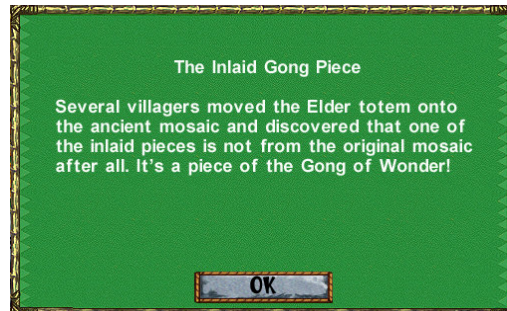 The Inlaid Gong Piece
Several villagers moved the Elder totem onto
the ancient mosaic and discovered that one of
the inlaid pieces is not from the original mosaic
after all. It's a piece of the Gong of Wonder!
OK